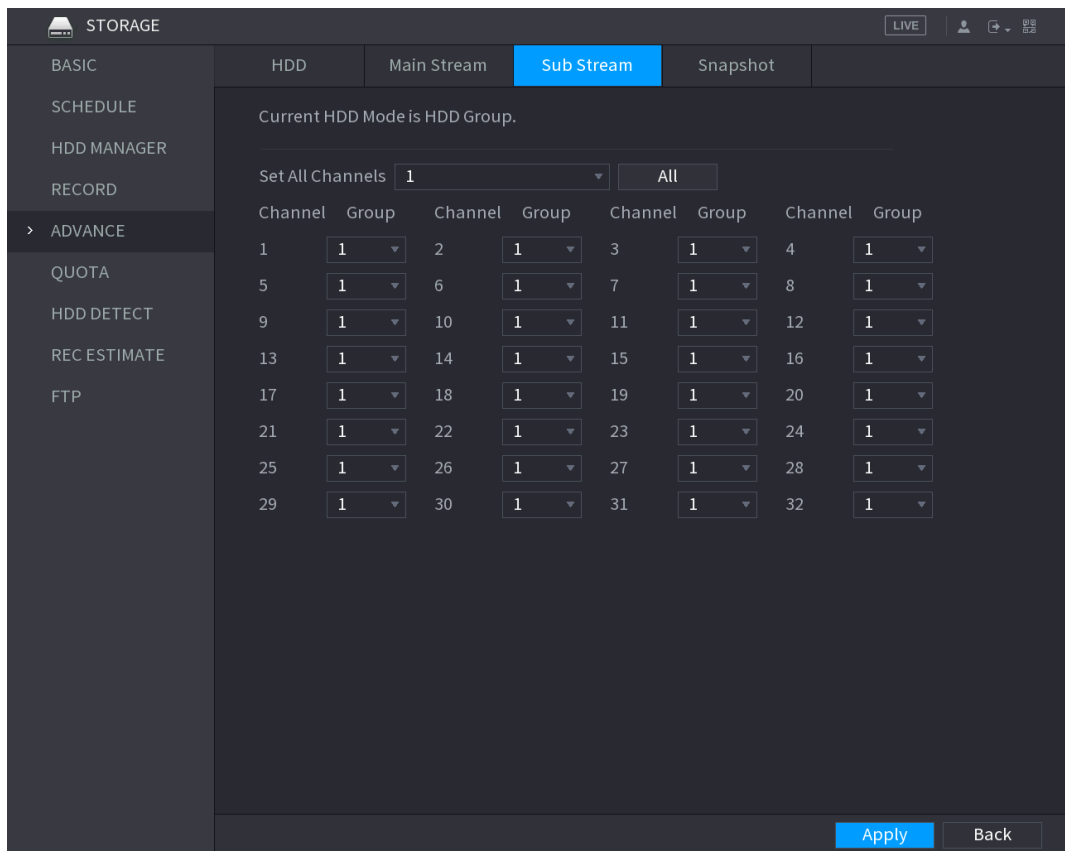 STORAGE LIVE
BASIC
SCHEDULE
HDD MANAGER
RECORD
ADVANCE
QUOTA
HDD DETECT
REC ESTIMATE
FTP
HDD Main Stream Sub Stream Snapshot
Current HDD Mode is HDD Group.
Set All Channels 1 All
Channel Group Channel Group Channel Group Channel Group
1 1 2 1 3 1 4 1
5 1 6 1 7 1 8 1
9 1 10 1 11 1 12 1
13 1 14 1 15 1 16 1
17 1 18 1 19 1 20 1
21 1 22 1 23 1 24 1
25 1 26 1 27 1 28 1
29 1 30 1 31 1 32 1
Apply Back